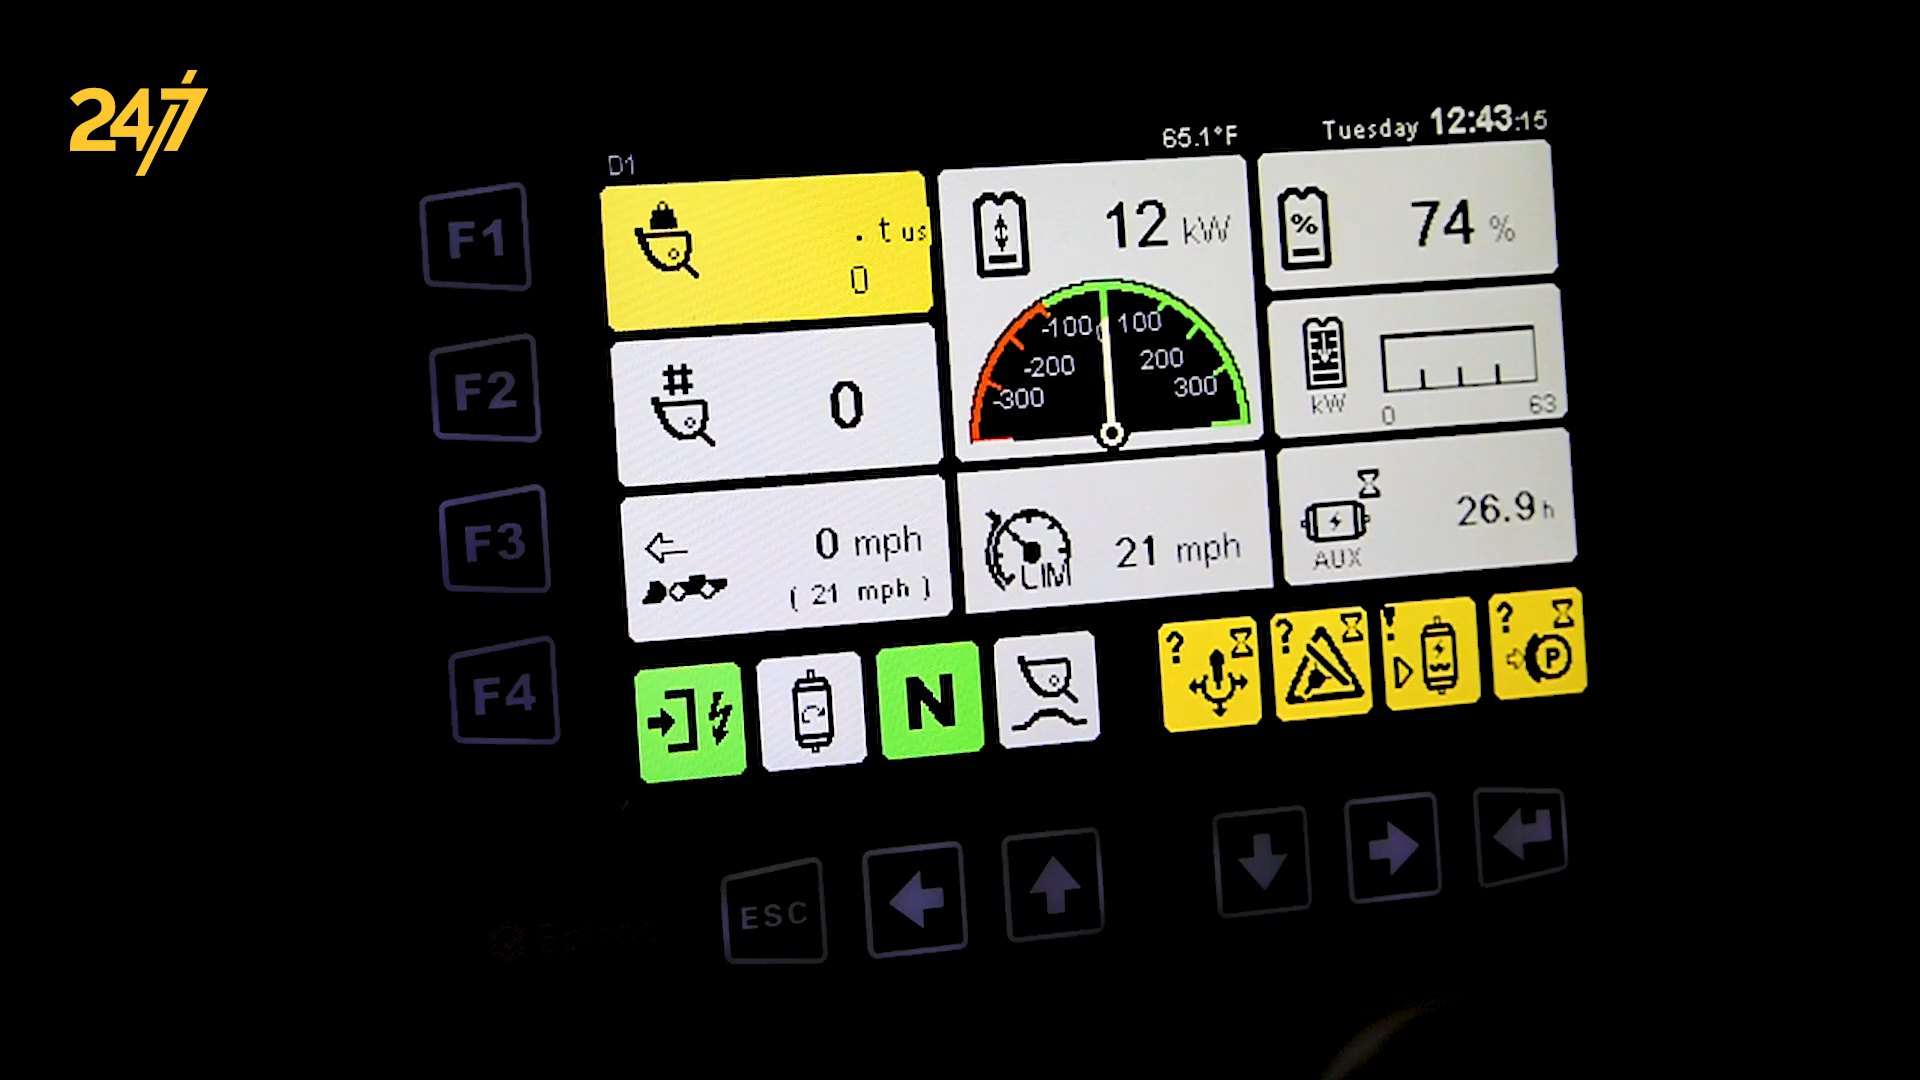 24/7
D1
65.1°F
Tuesday 12:43:15
F1
.tus
0
12 kW
74 %
%
-100 0 100
-200 200
-300 300
F2
#
0
kW
0 63
F3
0 mph
( 21 mph )
LIM
21 mph
AUX
26.9 h
F4
N
?
?
!
?
P
ESC